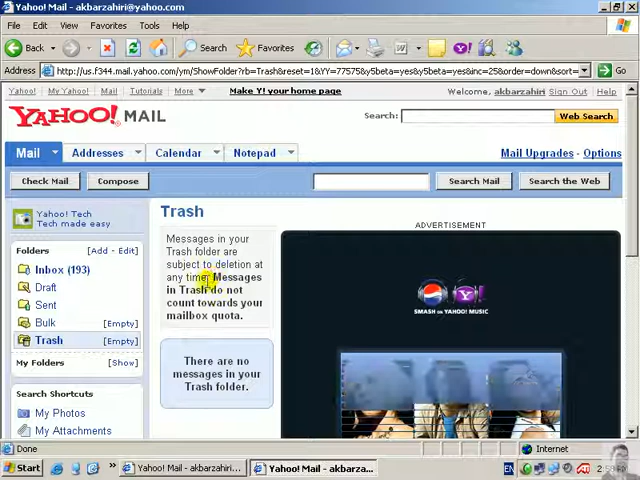 Yahoo! Mail - akbarzahiri@yahoo.com
File Edit View Favorites Tools Help
Back Search Favorites
Address http://us.f344.mail.yahoo.com/ym/ShowFolder?rb=Trash&reset=1&YY=77575&y5beta=yes&y5beta=yes&inc=25&order=down&sort= Go
Yahoo! My Yahoo! Mail Tutorials More Make Y! your home page Welcome, akbarzahiri Sign Out Help
YAHOO! MAIL Search: Web Search
Mail Addresses Calendar Notepad Mail Upgrades - Options
Check Mail Compose Search Mail Search the Web
Yahoo! Tech
Tech made easy
Folders [Add - Edit]
Inbox (193)
Draft
Sent
Bulk [Empty]
Trash [Empty]
My Folders [Show]
Search Shortcuts
My Photos
My Attachments
Trash
Messages in your
Trash folder are
subject to deletion at
any time. Messages
in Trash do not
count towards your
mailbox quota.
There are no
messages in your
Trash folder.
ADVERTISEMENT
SMASH on YAHOO! MUSIC
Done Internet
Start Yahoo! Mail - akbarzahiri... Yahoo! Mail - akbarza... EN